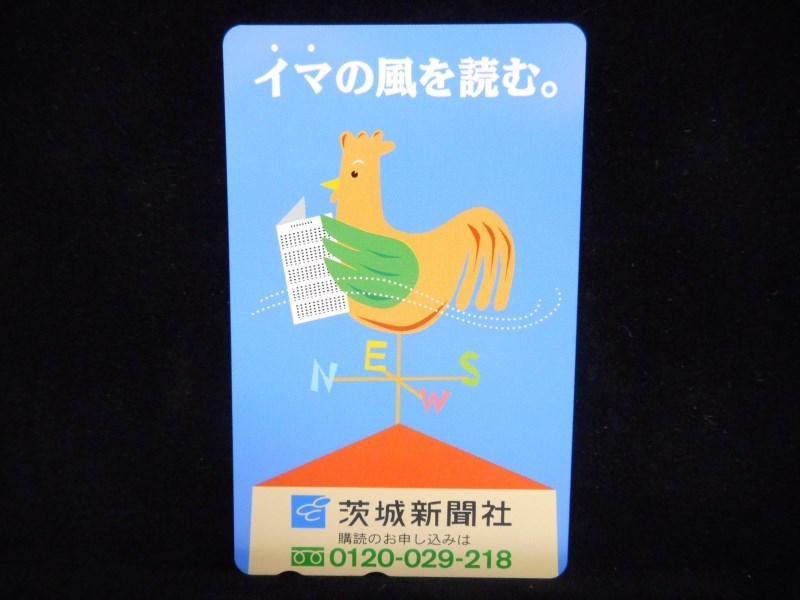 イマの風を読む。
E
N S
W
茨城新聞社
購読のお申し込みは
0120-029-218